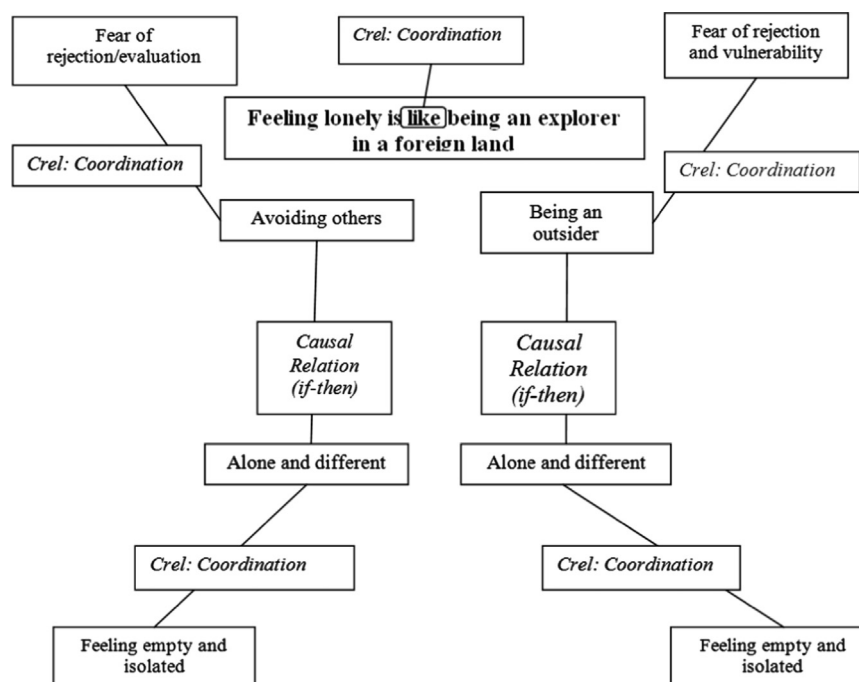 Fear of
rejection/evaluation
Crel: Coordination
Fear of rejection
and vulnerability
Feeling lonely is like being an explorer
in a foreign land
Crel: Coordination
Crel: Coordination
Avoiding others
Being an
outsider
Causal
Relation
(if-then)
Causal
Relation
(if-then)
Alone and different
Alone and different
Crel: Coordination
Crel: Coordination
Feeling empty and
isolated
Feeling empty and
isolated